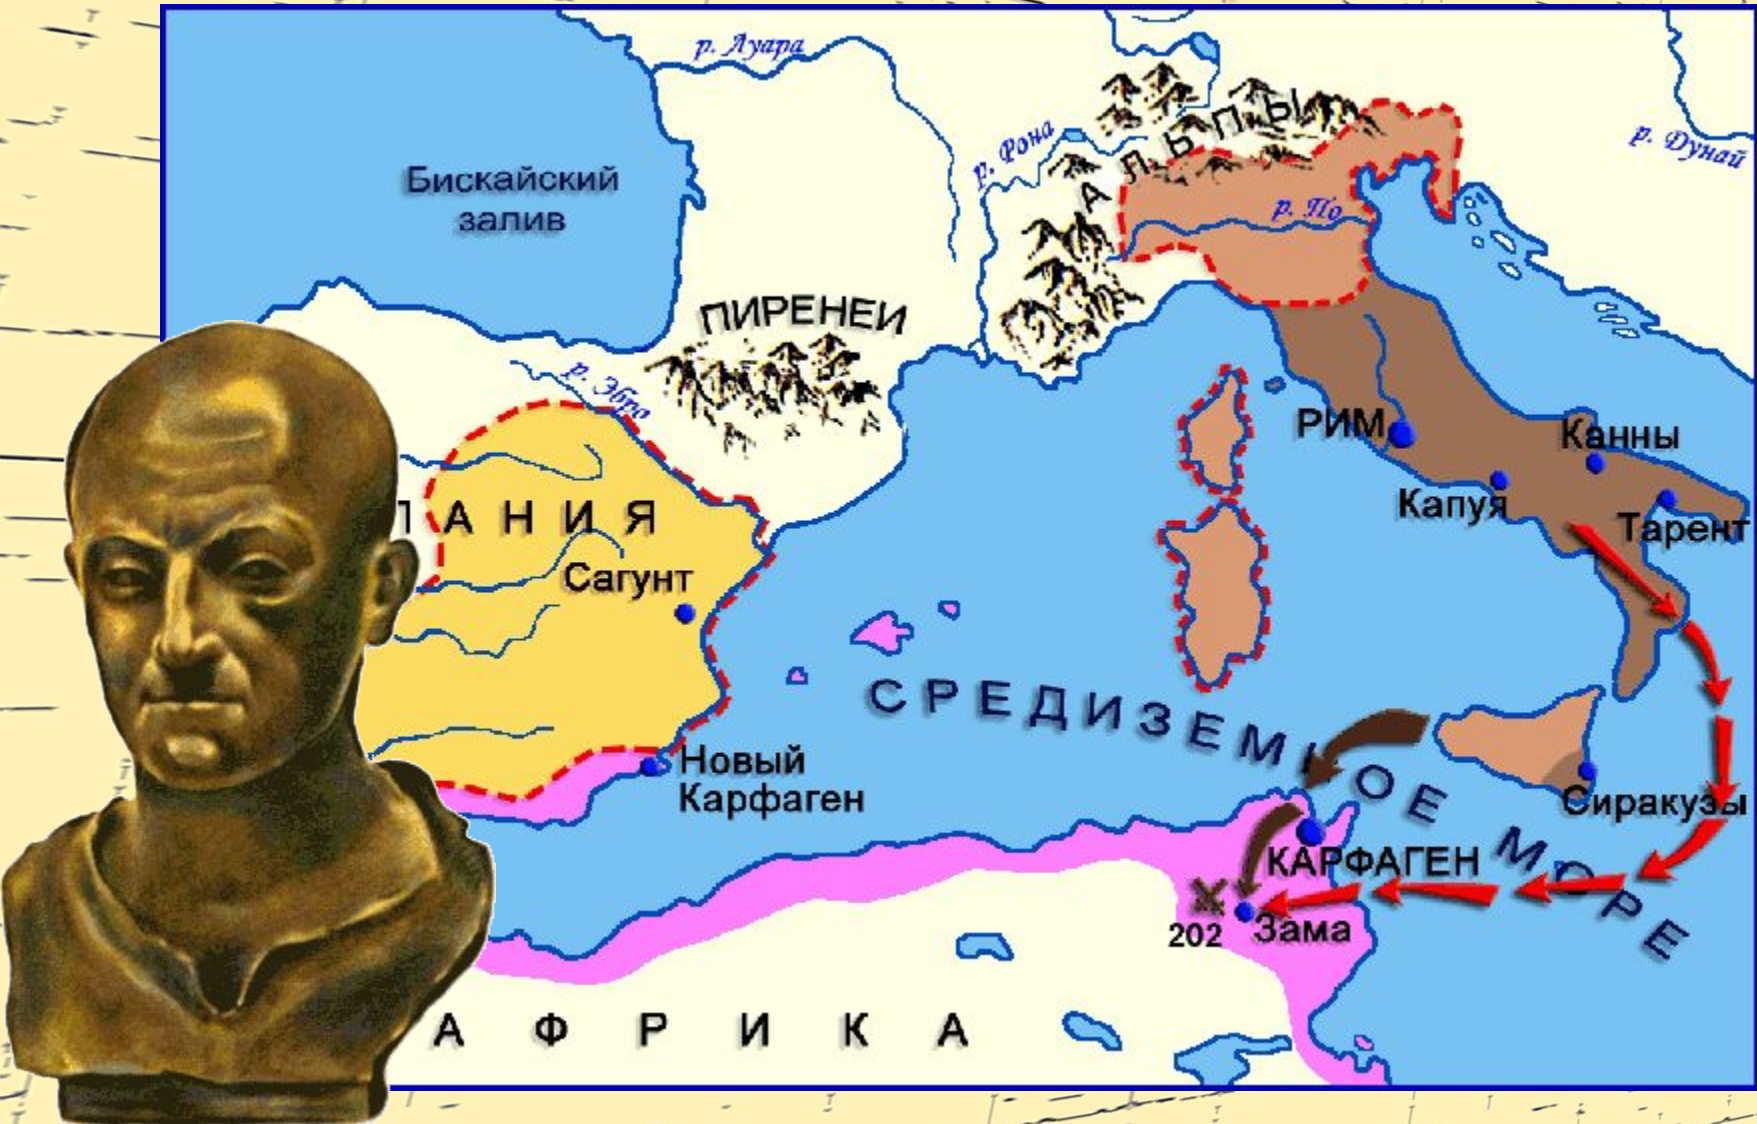 р. Луара
р. Рона
АЛЬПЫ
р. Дунай
Бискайский
залив
р. По
ПИРЕНЕИ
р. Эбро
РИМ
Канны
Капуя
Тарент
АНИЯ
Сагунт
СРЕДИЗЕМНОЕ МОРЕ
Новый
Карфаген
Сиракузы
КАРФАГЕН
202
Зама
АФРИКА